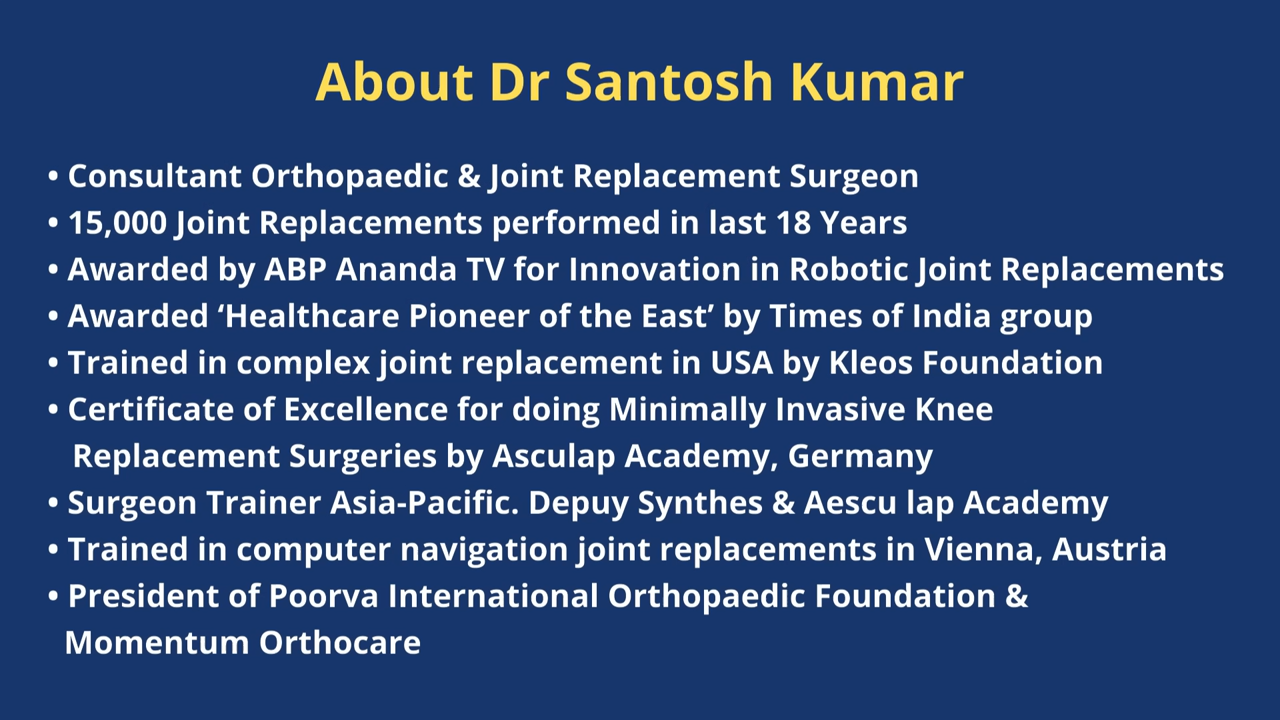 About Dr Santosh Kumar
• Consultant Orthopaedic & Joint Replacement Surgeon
• 15,000 Joint Replacements performed in last 18 Years
• Awarded by ABP Ananda TV for Innovation in Robotic Joint Replacements
• Awarded ‘Healthcare Pioneer of the East’ by Times of India group
• Trained in complex joint replacement in USA by Kleos Foundation
• Certificate of Excellence for doing Minimally Invasive Knee
Replacement Surgeries by Asculap Academy, Germany
• Surgeon Trainer Asia-Pacific. Depuy Synthes & Aescu lap Academy
• Trained in computer navigation joint replacements in Vienna, Austria
• President of Poorva International Orthopaedic Foundation &
Momentum Orthocare